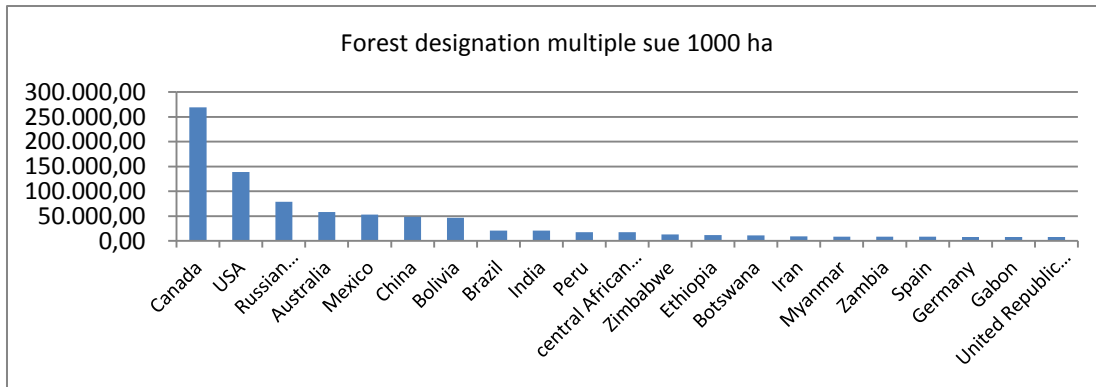 Forest designation multiple sue 1000 ha
300.000,00
250.000,00
200.000,00
150.000,00
100.000,00
50.000,00
0,00
Canada
USA
Russian...
Australia
Mexico
China
Bolivia
Brazil
India
Peru
central African...
Zimbabwe
Ethiopia
Botswana
Iran
Myanmar
Zambia
Spain
Germany
Gabon
United Republic...